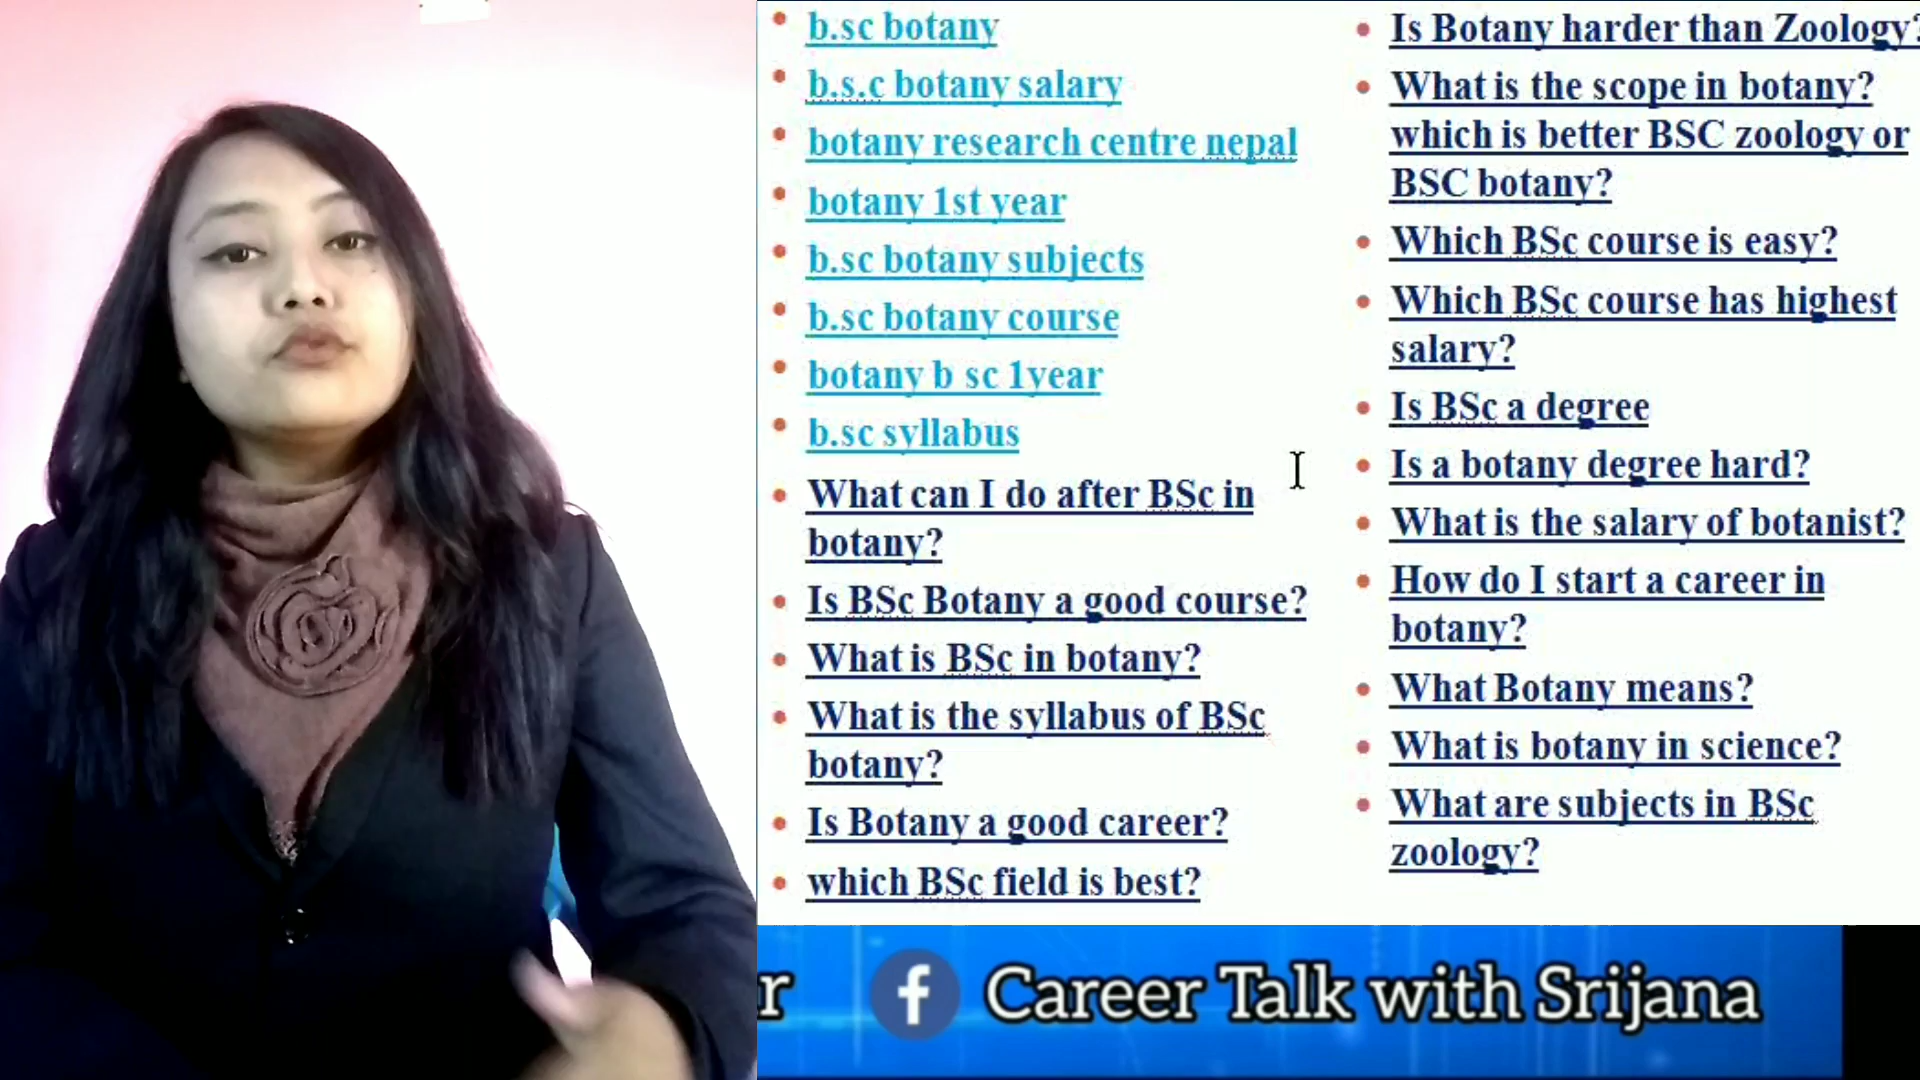 b.sc botany
b.s.c botany salary
botany research centre nepal
botany 1st year
b.sc botany subjects
b.sc botany course
botany b sc 1year
b.sc syllabus
What can I do after BSc in
botany?
Is BSc Botany a good course?
What is BSc in botany?
What is the syllabus of BSc
botany?
Is Botany a good career?
which BSc field is best?
Is Botany harder than Zoology?
What is the scope in botany?
which is better BSC zoology or
BSC botany?
Which BSc course is easy?
Which BSc course has highest
salary?
Is BSc a degree
Is a botany degree hard?
What is the salary of botanist?
How do I start a career in
botany?
What Botany means?
What is botany in science?
What are subjects in BSc
zoology?
r f Career Talk with Srijana